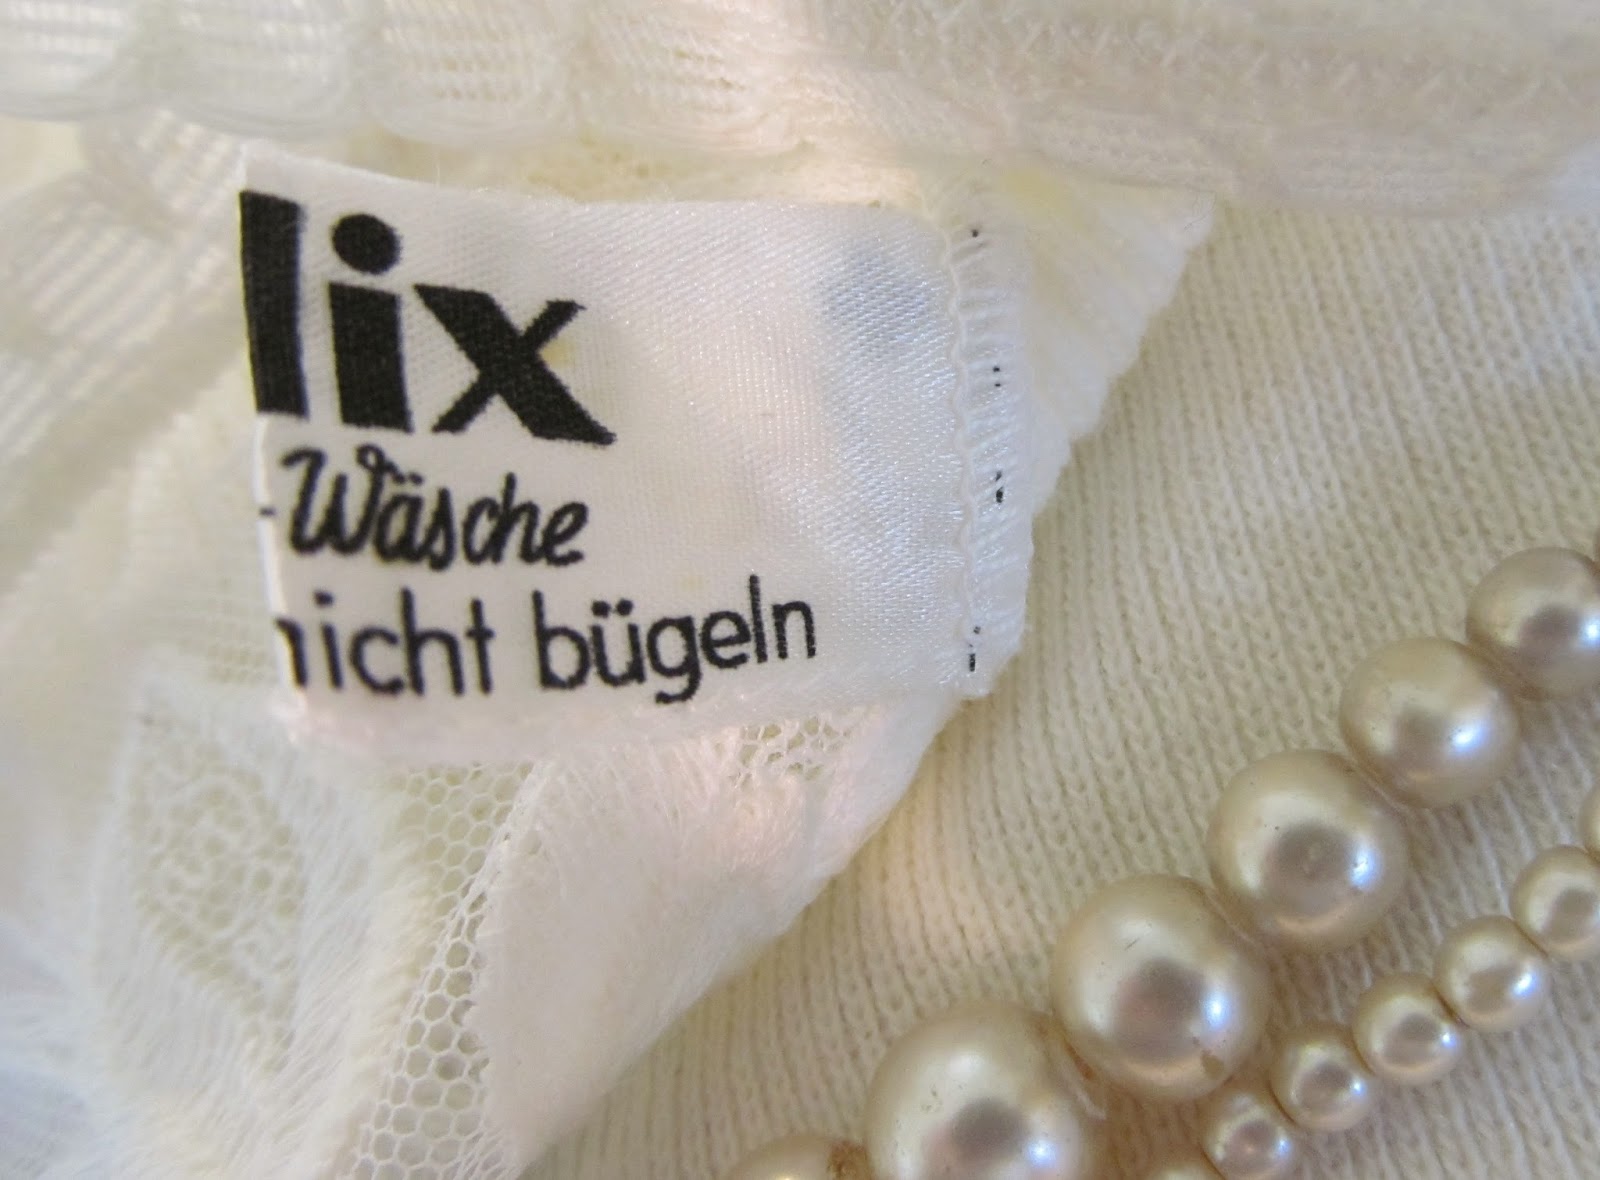 lix
-Wäsche
nicht bügeln